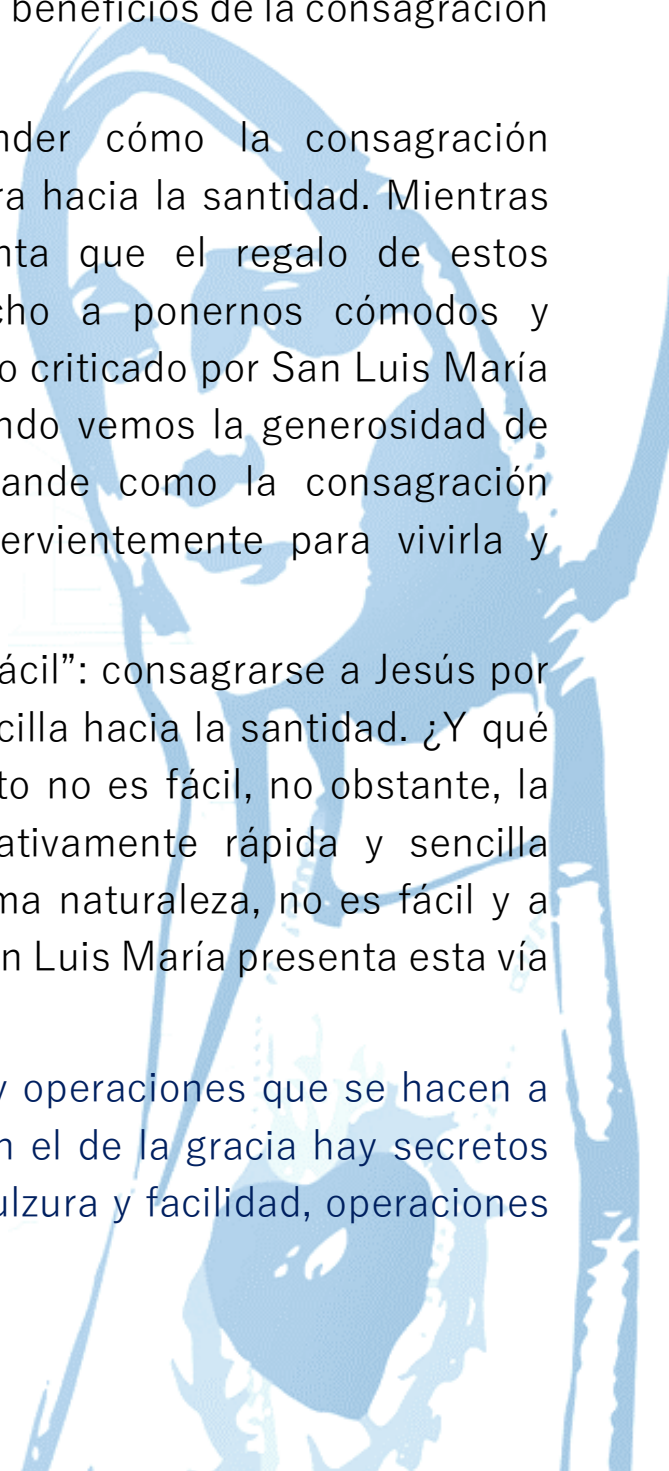 beneficios de la consagración
nder cómo la consagración
ra hacia la santidad. Mientras
nta que el regalo de estos
cho a ponernos cómodos y
o criticado por San Luis María
ndo vemos la generosidad de
ande como la consagración
ervientemente para vivirla y
ácil”: consagrarse a Jesús por
cilla hacia la santidad. ¿Y qué
to no es fácil, no obstante, la
ativamente rápida y sencilla
ma naturaleza, no es fácil y a
n Luis María presenta esta vía
y operaciones que se hacen a
n el de la gracia hay secretos
ulzura y facilidad, operaciones